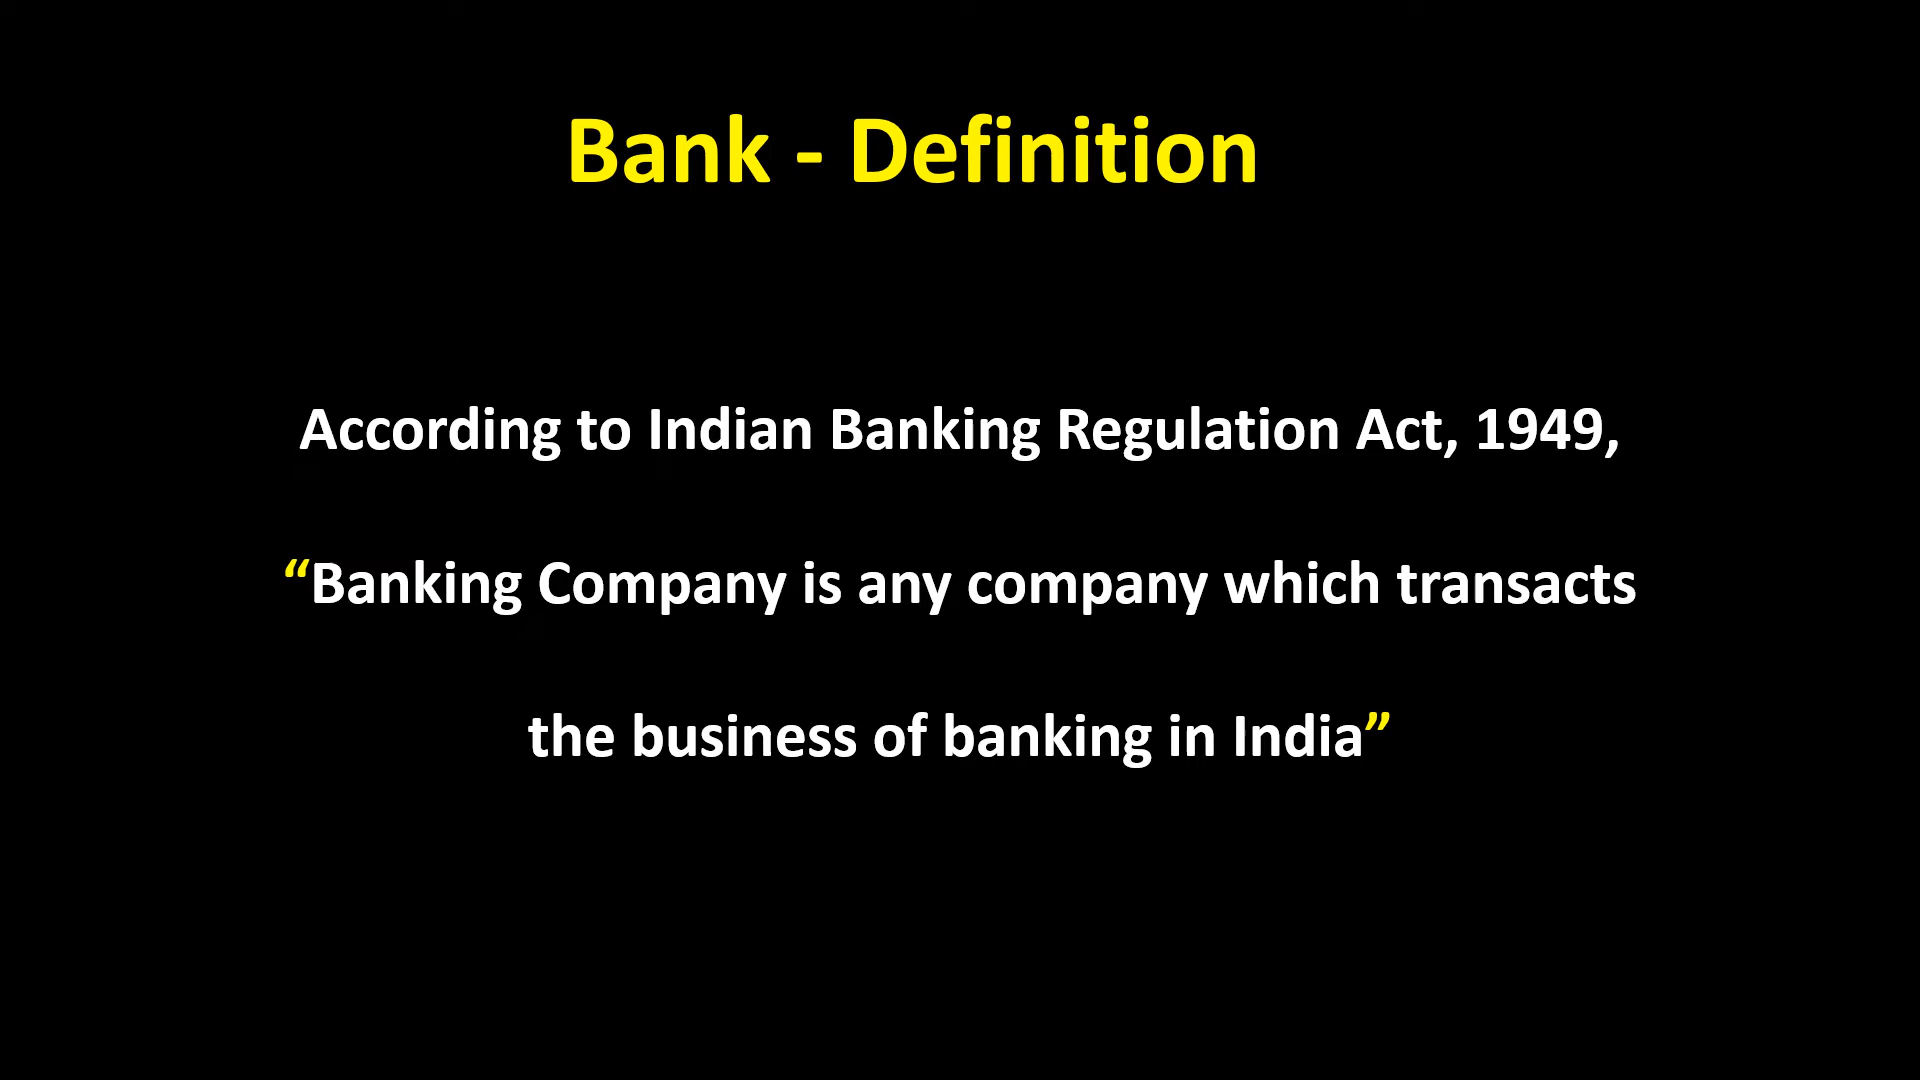 Bank - Definition
According to Indian Banking Regulation Act, 1949,
“Banking Company is any company which transacts
the business of banking in India”